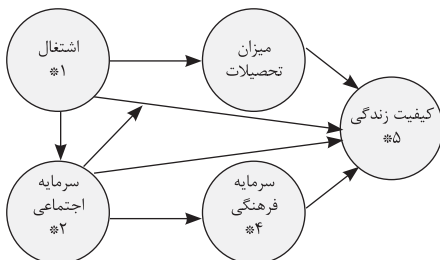 اشتغال
*۱
میزان
تحصیلات
کیفیت زندگی
*۵
سرمایه
اجتماعی
*۲
سرمایه
فرهنگی
*۴